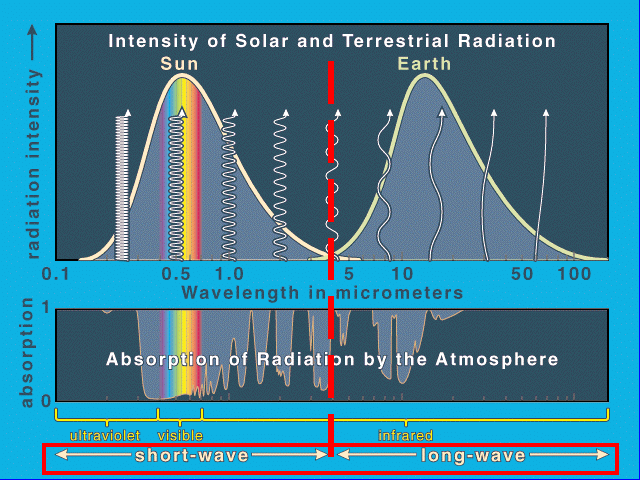 Intensity of Solar and Terrestrial Radiation
Sun
Earth
radiation intensity
0.1
0.5
1.0
5
10
50
100
Wavelength in micrometers
absorption
1
1
0
0
Absorption of Radiation by the Atmosphere
ultraviolet
visible
infrared
short-wave
long-wave